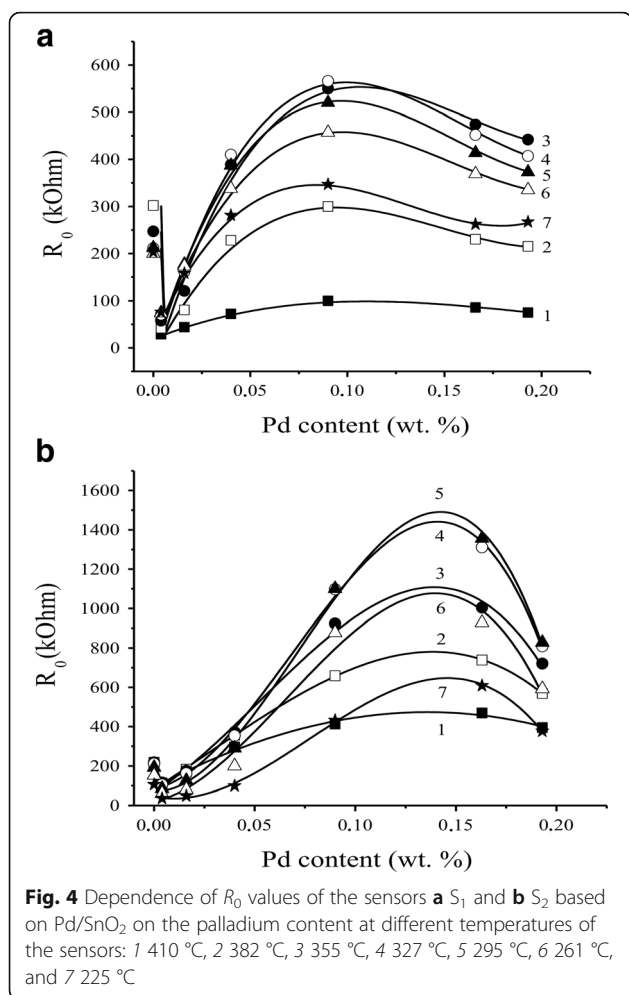 a
600
500
400
300
200
100
0
R₀ (kOhm)
3
4
5
6
7
2
1
0.00 0.05 0.10 0.15 0.20
Pd content (wt. %)
b
1600
1400
1200
1000
800
600
400
200
0
R₀(kOhm)
5
4
3
6
2
7
1
0.00 0.05 0.10 0.15 0.20
Pd content (wt. %)
Fig. 4 Dependence of R₀ values of the sensors a S₁ and b S₂ based
on Pd/SnO₂ on the palladium content at different temperatures of
the sensors: 1 410 °C, 2 382 °C, 3 355 °C, 4 327 °C, 5 295 °C, 6 261 °C,
and 7 225 °C